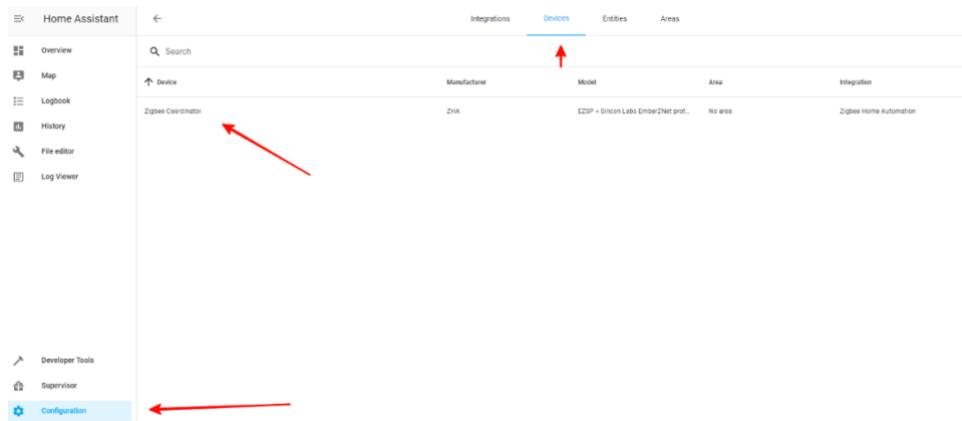 Home Assistant
Integrations Devices Entities Areas
Overview
Search
Map
Device Manufacturer Model Area Integration
Logbook
Zigbee Coordinator ZHA EZSP = Silicon Labs EmberZNet prot... No area Zigbee Home Automation
History
File editor
Log Viewer
Developer Tools
Supervisor
Configuration